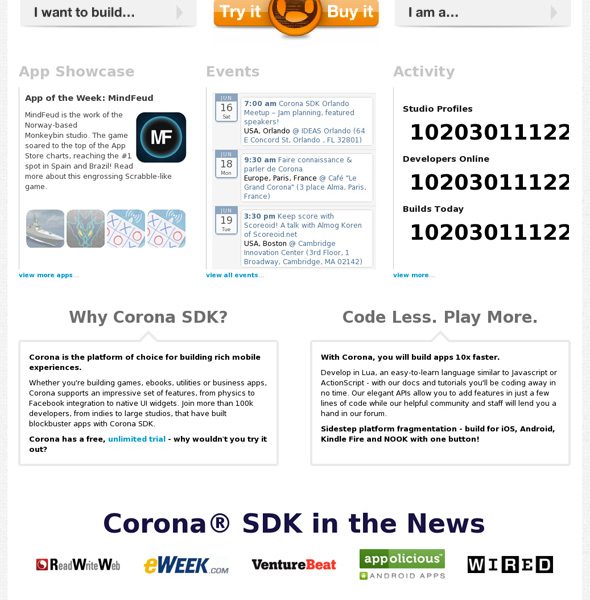 I want to build...
Try it
Buy it
I am a...
App Showcase
App of the Week: MindFeud
MindFeud is the work of the
Norway-based
Monkeybin studio. The game
soared to the top of the App
Store charts, reaching the #1
spot in Spain and Brazil! Read
more about this engrossing Scrabble-like
game.
MF
view more apps...
Events
JUN
16
Sat
7:00 am Corona SDK Orlando
Meetup – Jam planning, featured
speakers!
USA, Orlando @ IDEAS Orlando (64
E Concord St, Orlando , FL 32801)
JUN
18
Mon
9:30 am Faire connaissance &
parler de Corona
Europe, Paris, France @ Café "Le
Grand Corona" (3 place Alma, Paris,
France)
JUN
19
Tue
3:30 pm Keep score with
Scoreoid! A talk with Almog Koren
of Scoreoid.net
USA, Boston @ Cambridge
Innovation Center (3rd Floor, 1
Broadway, Cambridge, MA 02142)
view all events...
Activity
Studio Profiles
10203011122
Developers Online
10203011122
Builds Today
10203011122
view more...
Why Corona SDK?
Corona is the platform of choice for building rich mobile
experiences.
Whether you're building games, ebooks, utilities or business apps,
Corona supports an impressive set of features, from physics to
Facebook integration to native UI widgets. Join more than 100k
developers, from indies to large studios, that have built
blockbuster apps with Corona SDK.
Corona has a free, unlimited trial - why wouldn't you try it
out?
Code Less. Play More.
With Corona, you will build apps 10x faster.
Develop in Lua, an easy-to-learn language similar to Javascript or
ActionScript - with our docs and tutorials you'll be coding away in
no time. Our elegant APIs allow you to add features in just a few
lines of code while our helpful community and staff will lend you a
hand in our forum.
Sidestep platform fragmentation - build for iOS, Android,
Kindle Fire and NOOK with one button!
Corona® SDK in the News
ReadWriteWeb
eWEEK.COM
VentureBeat
appolicious™
ANDROID APPS
WIRED